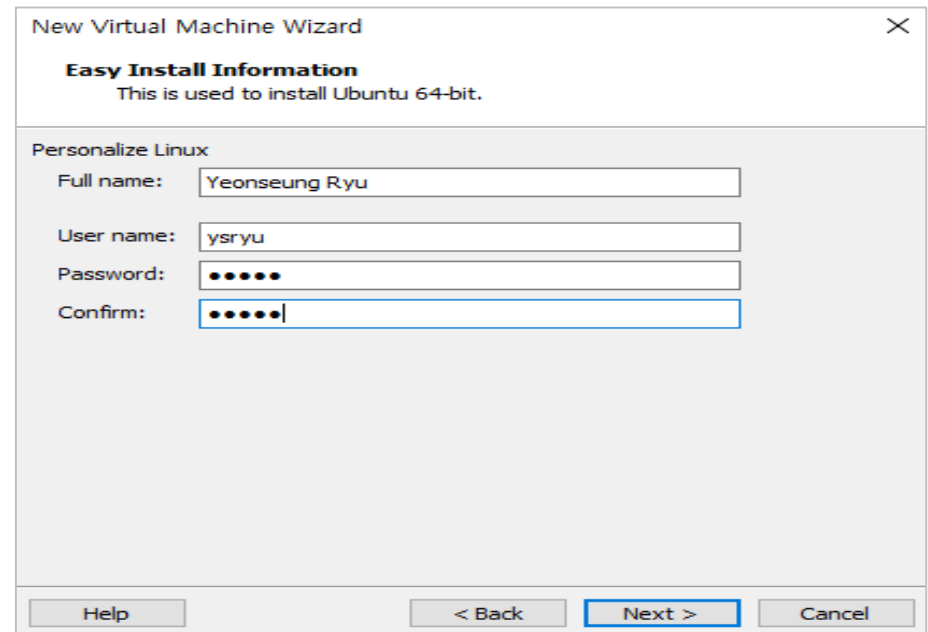 New Virtual Machine Wizard
Easy Install Information
This is used to install Ubuntu 64-bit.
Personalize Linux
Full name: Yeonseung Ryu
User name: ysryu
Password: ●●●●●
Confirm: ●●●●●
Help < Back Next > Cancel